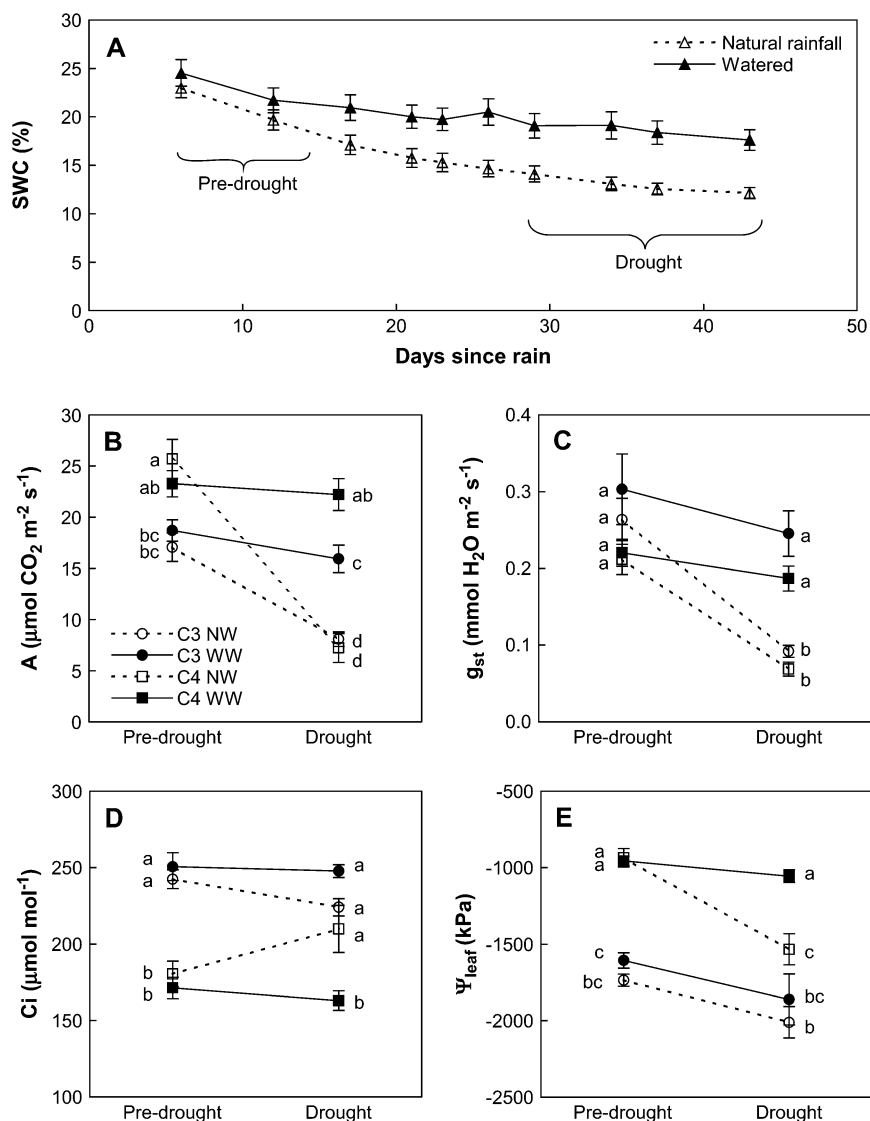 A
Natural rainfall
Watered
SWC (%)
30
25
20
15
10
5
0
Pre-drought
Drought
0 10 20 30 40 50
Days since rain
B
A (μmol CO2 m-2 s-1)
30
25
20
15
10
5
0
a
ab
bc
bc
ab
c
d
d
C3 NW
C3 WW
C4 NW
C4 WW
Pre-drought Drought
C
gst (mmol H2O m-2 s-1)
0.4
0.3
0.2
0.1
0.0
a
a
a
a
a
a
b
b
Pre-drought Drought
D
Ci (μmol mol-1)
300
250
200
150
100
a
a
b
b
a
a
a
b
Pre-drought Drought
E
Ψleaf (kPa)
-500
-1000
-1500
-2000
-2500
a
a
c
bc
a
c
bc
b
Pre-drought Drought